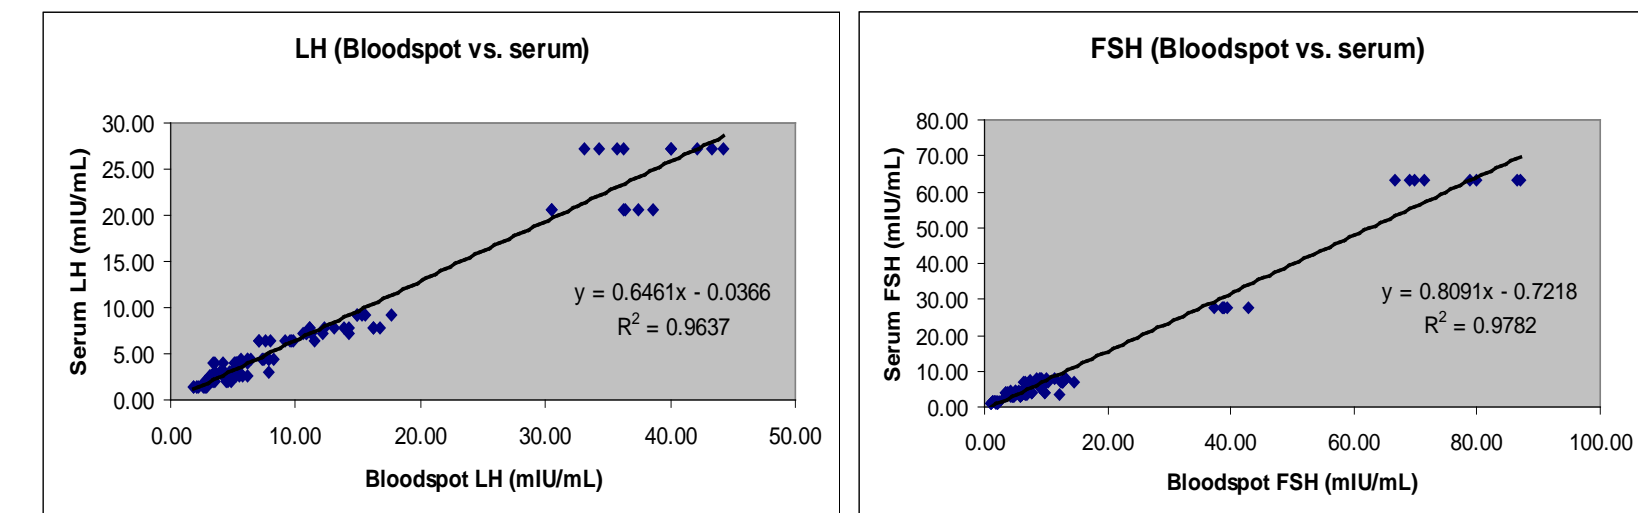 LH (Bloodspot vs. serum)
30.00
25.00
20.00
15.00
10.00
5.00
0.00
Serum LH (mIU/mL)
y = 0.6461x - 0.0366
R² = 0.9637
0.00 10.00 20.00 30.00 40.00 50.00
Bloodspot LH (mIU/mL)
FSH (Bloodspot vs. serum)
80.00
70.00
60.00
50.00
40.00
30.00
20.00
10.00
0.00
Serum FSH (mIU/mL)
y = 0.8091x - 0.7218
R² = 0.9782
0.00 20.00 40.00 60.00 80.00 100.00
Bloodspot FSH (mIU/mL)